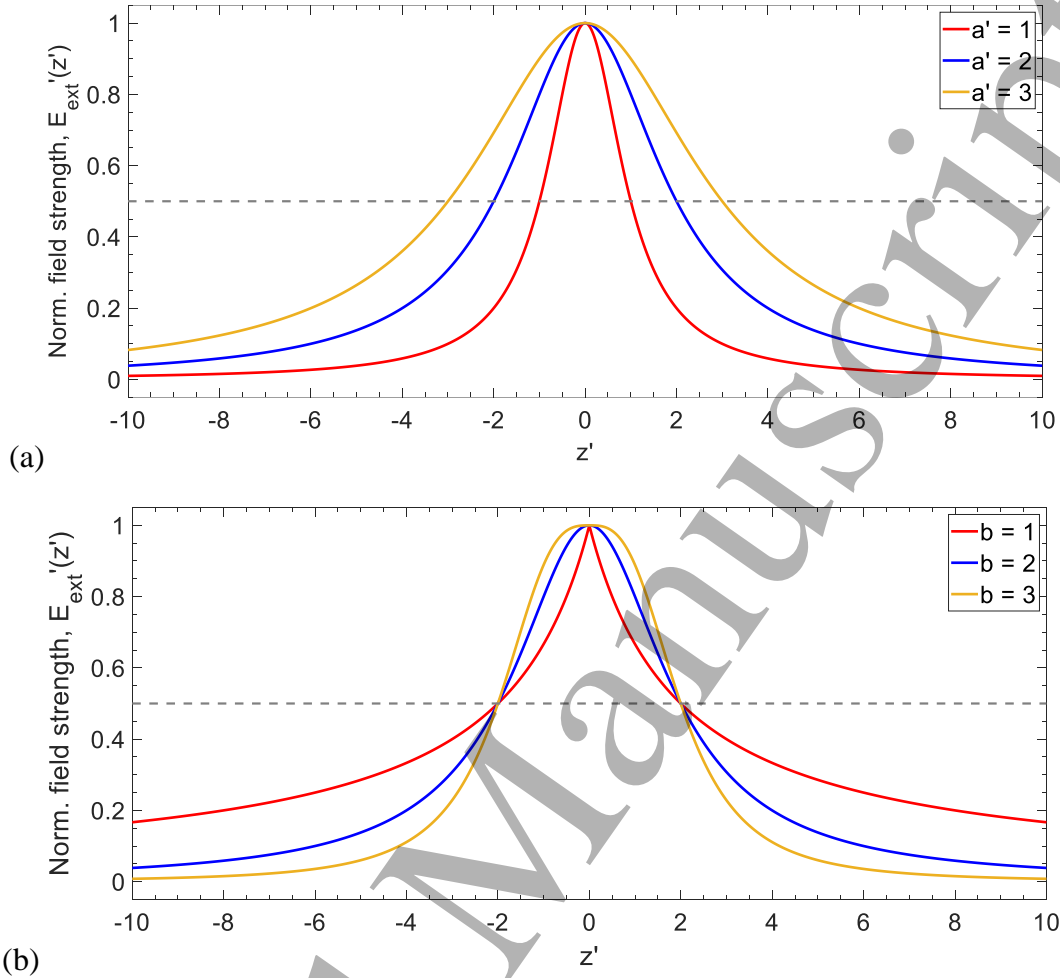 Norm. field strength, E_ext'(z')
1
0.8
0.6
0.4
0.2
0
-10 -8 -6 -4 -2 0 2 4 6 8 10
z'
a' = 1
a' = 2
a' = 3
(a)
Norm. field strength, E_ext'(z')
1
0.8
0.6
0.4
0.2
0
-10 -8 -6 -4 -2 0 2 4 6 8 10
z'
b = 1
b = 2
b = 3
(b)
Manuscrip